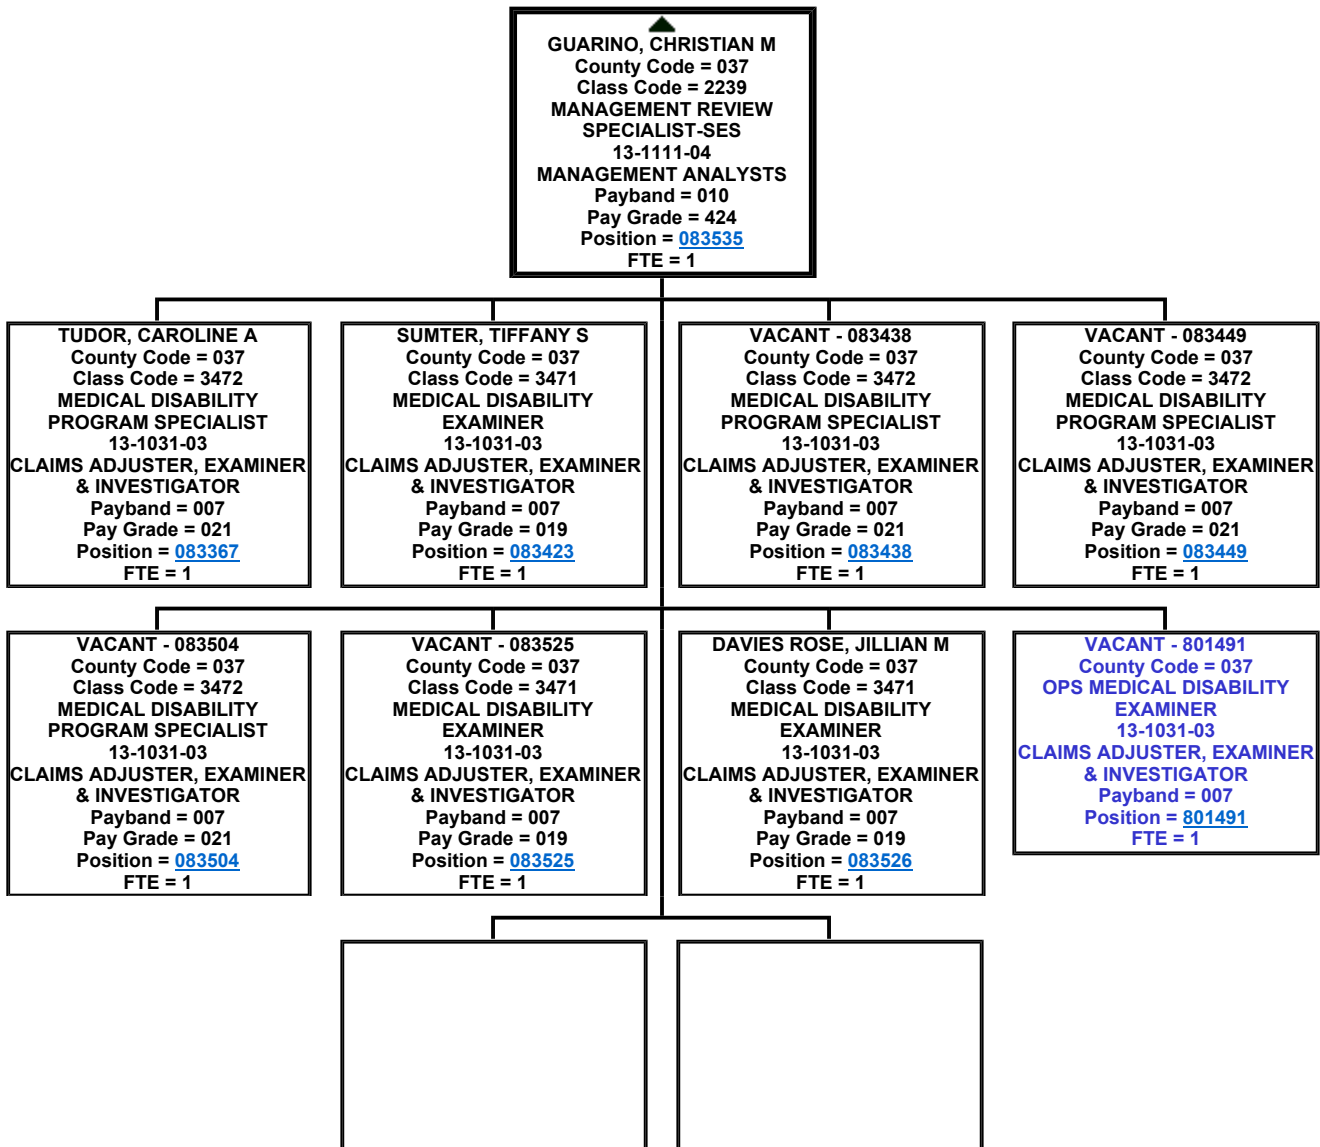 GUARINO, CHRISTIAN M
County Code = 037
Class Code = 2239
MANAGEMENT REVIEW
SPECIALIST-SES
13-1111-04
MANAGEMENT ANALYSTS
Payband = 010
Pay Grade = 424
Position = 083535
FTE = 1
TUDOR, CAROLINE A
County Code = 037
Class Code = 3472
MEDICAL DISABILITY
PROGRAM SPECIALIST
13-1031-03
CLAIMS ADJUSTER, EXAMINER
& INVESTIGATOR
Payband = 007
Pay Grade = 021
Position = 083367
FTE = 1
SUMTER, TIFFANY S
County Code = 037
Class Code = 3471
MEDICAL DISABILITY
EXAMINER
13-1031-03
CLAIMS ADJUSTER, EXAMINER
& INVESTIGATOR
Payband = 007
Pay Grade = 019
Position = 083423
FTE = 1
VACANT - 083438
County Code = 037
Class Code = 3472
MEDICAL DISABILITY
PROGRAM SPECIALIST
13-1031-03
CLAIMS ADJUSTER, EXAMINER
& INVESTIGATOR
Payband = 007
Pay Grade = 021
Position = 083438
FTE = 1
VACANT - 083449
County Code = 037
Class Code = 3472
MEDICAL DISABILITY
PROGRAM SPECIALIST
13-1031-03
CLAIMS ADJUSTER, EXAMINER
& INVESTIGATOR
Payband = 007
Pay Grade = 021
Position = 083449
FTE = 1
VACANT - 083504
County Code = 037
Class Code = 3472
MEDICAL DISABILITY
PROGRAM SPECIALIST
13-1031-03
CLAIMS ADJUSTER, EXAMINER
& INVESTIGATOR
Payband = 007
Pay Grade = 021
Position = 083504
FTE = 1
VACANT - 083525
County Code = 037
Class Code = 3471
MEDICAL DISABILITY
EXAMINER
13-1031-03
CLAIMS ADJUSTER, EXAMINER
& INVESTIGATOR
Payband = 007
Pay Grade = 019
Position = 083525
FTE = 1
DAVIES ROSE, JILLIAN M
County Code = 037
Class Code = 3471
MEDICAL DISABILITY
EXAMINER
13-1031-03
CLAIMS ADJUSTER, EXAMINER
& INVESTIGATOR
Payband = 007
Pay Grade = 019
Position = 083526
FTE = 1
VACANT - 801491
County Code = 037
OPS MEDICAL DISABILITY
EXAMINER
13-1031-03
CLAIMS ADJUSTER, EXAMINER
& INVESTIGATOR
Payband = 007
Position = 801491
FTE = 1